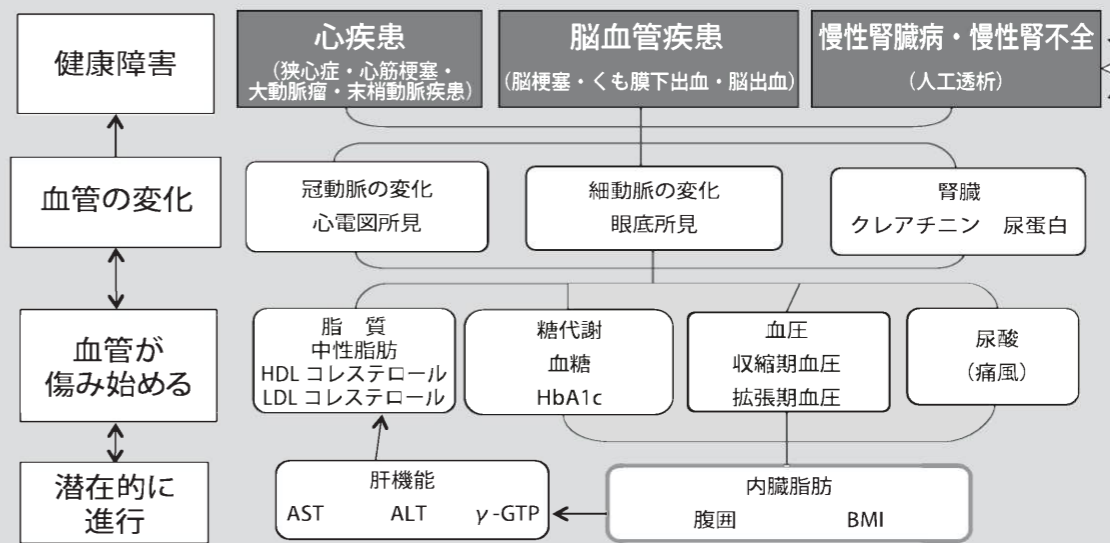 健康障害
心疾患
(狭心症・心筋梗塞・
大動脈瘤・末梢動脈疾患)
脳血管疾患
(脳梗塞・くも膜下出血・脳出血)
慢性腎臓病・慢性腎不全
(人工透析)
血管の変化
冠動脈の変化
心電図所見
細動脈の変化
眼底所見
腎臓
クレアチニン 尿蛋白
血管が
傷み始める
脂 質
中性脂肪
HDL コレステロール
LDL コレステロール
糖代謝
血糖
HbA1c
血圧
収縮期血圧
拡張期血圧
尿酸
(痛風)
潜在的に
進行
肝機能
AST ALT γ-GTP
内臓脂肪
腹囲 BMI